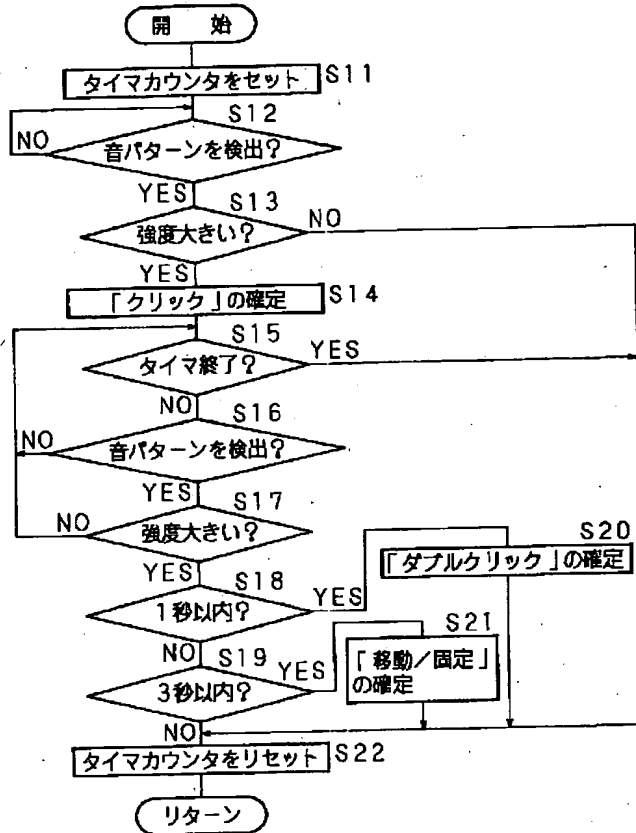 開 始
タイマカウンタをセット S11
S12
NO 音パターンを検出?
YES S13
強度大きい? NO
YES
「クリック」の確定 S14
S15
タイマ終了? YES
NO S16
NO 音パターンを検出?
YES S17
NO 強度大きい?
YES S18
1秒以内? YES
S20
「ダブルクリック」の確定
NO S19
3秒以内? YES
S21
「移動/固定」
の確定
NO
タイマカウンタをリセット S22
リターン